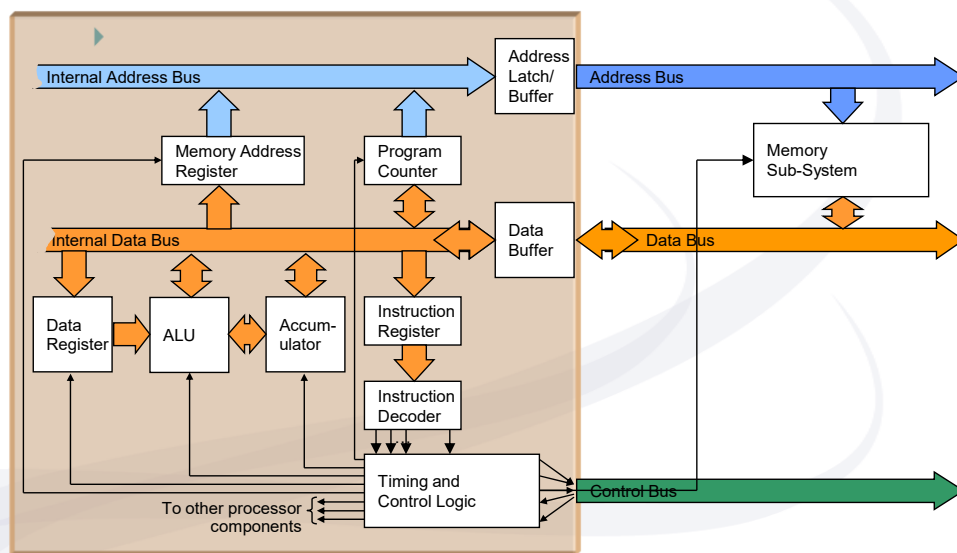 Internal Address Bus
Address
Latch/
Buffer
Address Bus
Memory Address
Register
Program
Counter
Memory
Sub-System
Internal Data Bus
Data
Buffer
Data Bus
Data
Register
ALU
Accum-
ulator
Instruction
Register
Instruction
Decoder
Timing and
Control Logic
Control Bus
To other processor
components